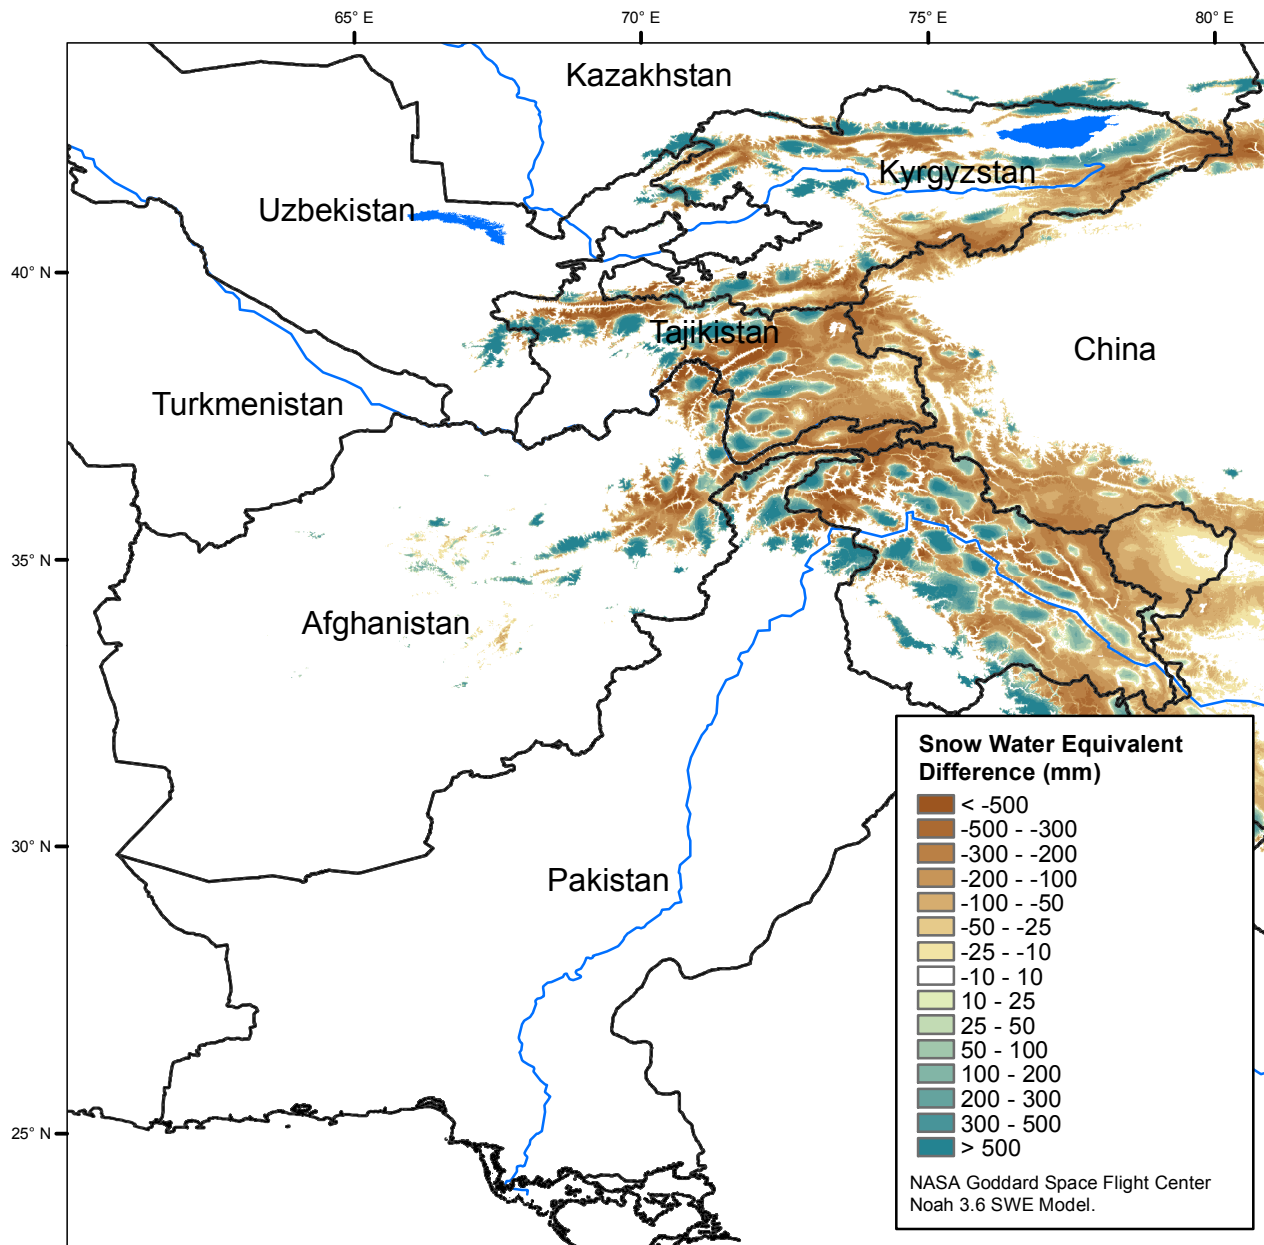 65° E
70° E
75° E
80° E
Kazakhstan
Kyrgyzstan
Uzbekistan
40° N
Tajikistan
China
Turkmenistan
35° N
Afghanistan
Snow Water Equivalent
Difference (mm)
< -500
-500 - -300
30° N
-300 - -200
Pakistan
-200 - -100
-100 - -50
-50 - -25
-25 - -10
-10 - 10
10 - 25
25 - 50
50 - 100
100 - 200
200 - 300
300 - 500
25° N
> 500
NASA Goddard Space Flight Center
Noah 3.6 SWE Model.